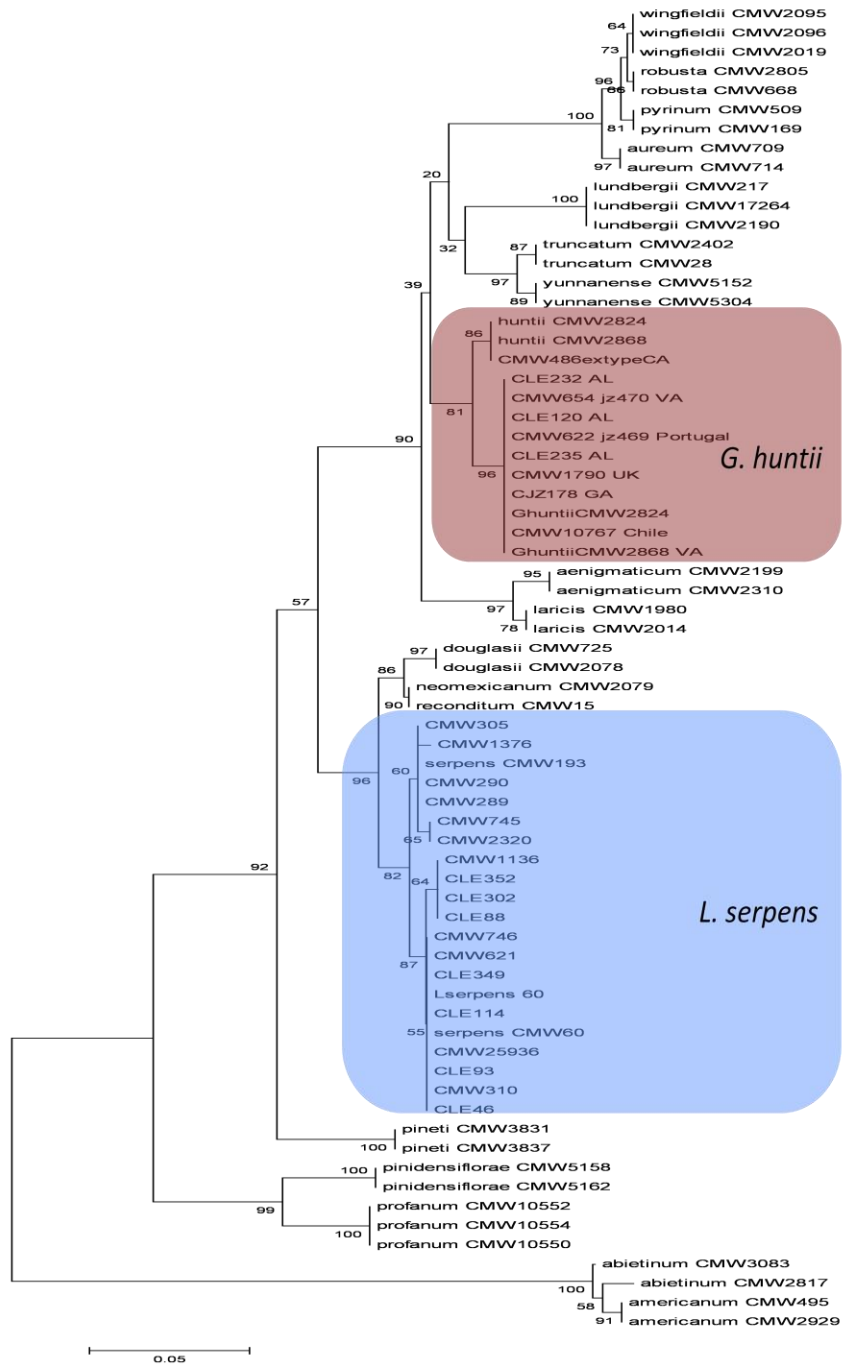 wingfieldii CMW2095
64
wingfieldii CMW2096
73
wingfieldii CMW2019
96
robusta CMW2805
66
robusta CMW668
100
pyrinum CMW509
81
pyrinum CMW169
aureum CMW709
97
aureum CMW714
20
lundbergii CMW217
100
lundbergii CMW17264
lundbergii CMW2190
32
87
truncatum CMW2402
truncatum CMW28
97
yunnanense CMW5152
39
89
yunnanense CMW5304
huntii CMW2824
86
huntii CMW2868
CMW486extypeCA
CLE232 AL
CMW654 jz470 VA
81
CLE120 AL
CMW622 jz469 Portugal
90
CLE235 AL
G. huntii
96
CMW1790 UK
CJZ178 GA
GhuntiiCMW2824
CMW10767 Chile
GhuntiiCMW2868 VA
95
aenigmaticum CMW2199
aenigmaticum CMW2310
97
laricis CMW1980
57
78
laricis CMW2014
97
douglasii CMW725
86
douglasii CMW2078
neomexicanum CMW2079
90
reconditum CMW15
CMW305
CMW1376
60
serpens CMW193
96
CMW290
CMW289
CMW745
65
CMW2320
CMW1136
92
82
64
CLE352
CLE302
L. serpens
CLE88
CMW746
CMW621
87
CLE349
Lserpens 60
CLE114
55
serpens CMW60
CMW25936
CLE93
CMW310
CLE46
pineti CMW3831
100
pineti CMW3837
100
pinidensiflorae CMW5158
pinidensiflorae CMW5162
99
profanum CMW10552
profanum CMW10554
100
profanum CMW10550
abietinum CMW3083
100
abietinum CMW2817
58
americanum CMW495
91
americanum CMW2929
0.05